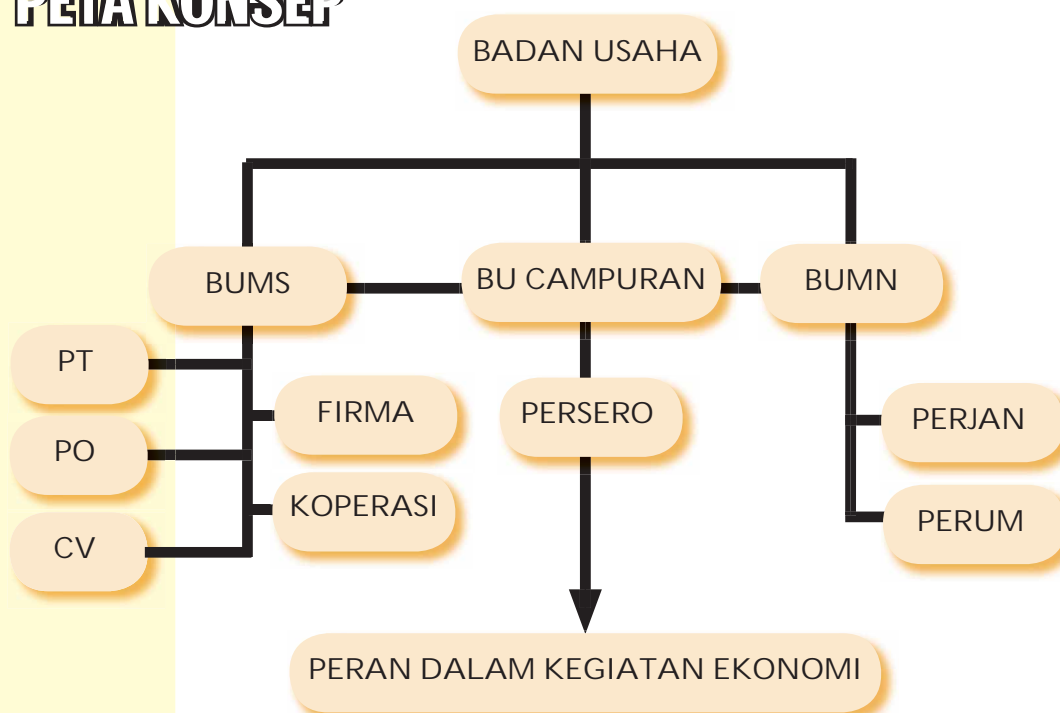 PETA KONSEP
BADAN USAHA
BUMS
BU CAMPURAN
BUMN
PT
FIRMA
PERSERO
PERJAN
PO
KOPERASI
PERUM
CV
PERAN DALAM KEGIATAN EKONOMI